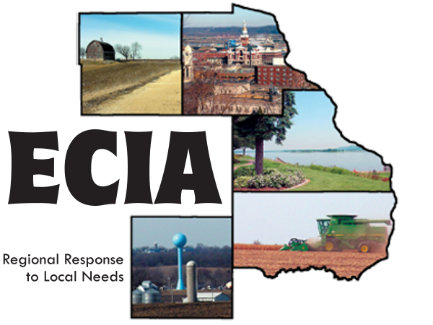 ECIA
Regional Response
to Local Needs